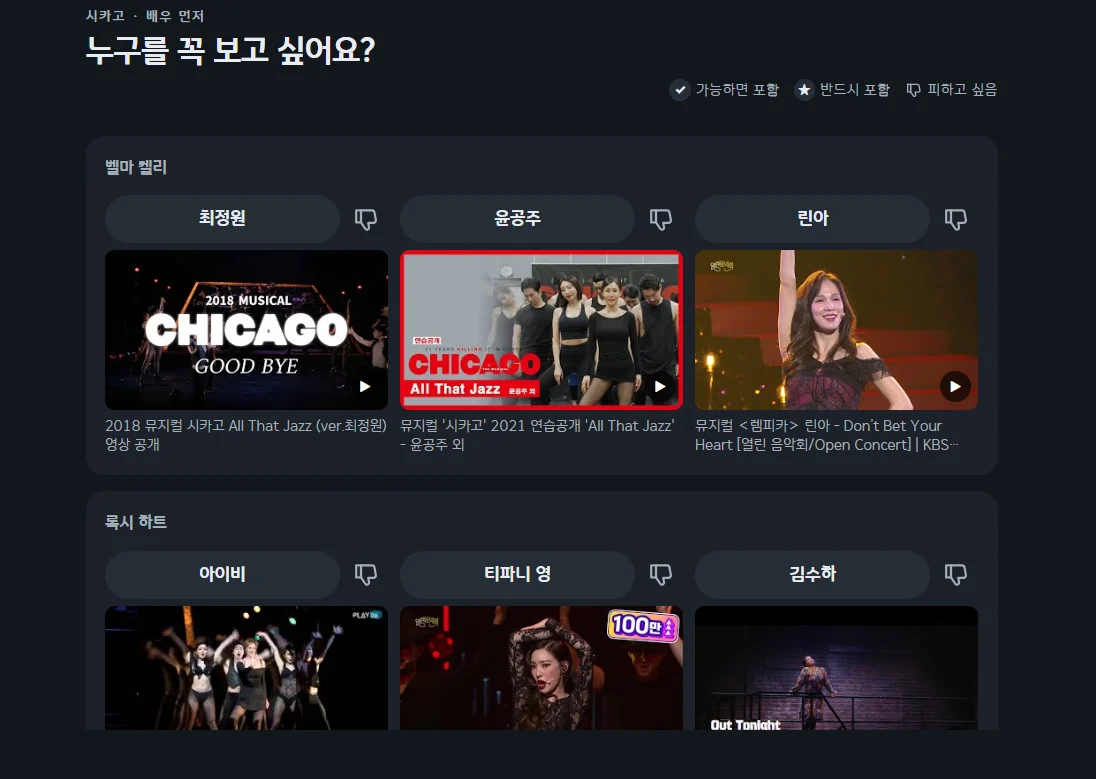 시카고 · 배우 먼저
누구를 꼭 보고 싶어요?
가능하면 포함 반드시 포함 피하고 싶음
벨마 켈리
최정원 윤공주 린아
2018 MUSICAL
CHICAGO
GOOD BYE
연습공개
CHICAGO
THE MUSICAL
All That Jazz 윤공주 외
2018 뮤지컬 시카고 All That Jazz (ver.최정원)
영상 공개
뮤지컬 '시카고' 2021 연습공개 'All That Jazz'
- 윤공주 외
뮤지컬 <렘피카> 린아 - Don't Bet Your
Heart [열린 음악회/Open Concert] | KBS…
록시 하트
아이비 티파니 영 김수하
PLAY DB
100만
Out Tonight